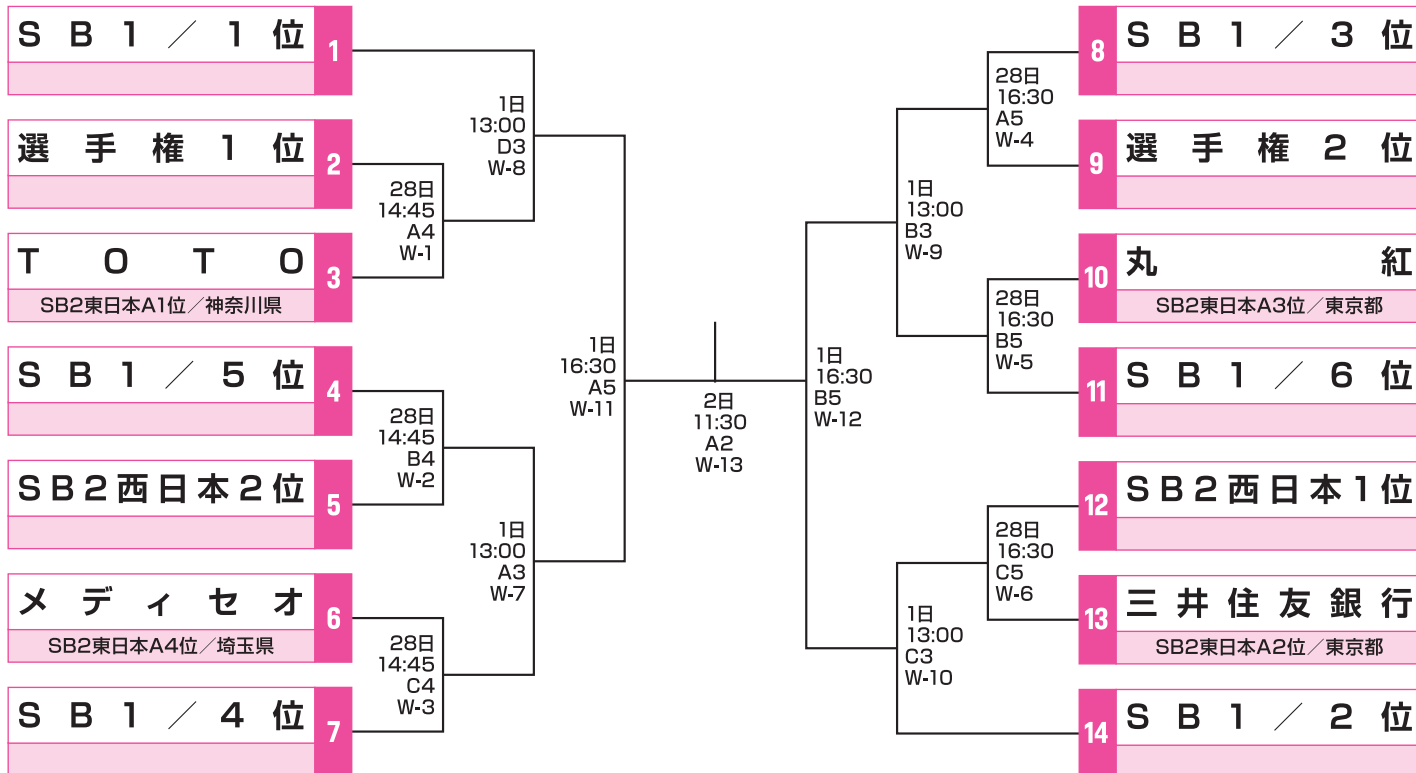 SB1／1位
1
選手権1位
2
TOTO
SB2東日本A1位／神奈川県
3
SB1／5位
4
SB2西日本2位
5
メディセオ
SB2東日本A4位／埼玉県
6
SB1／4位
7
28日
14:45
A4
W-1
28日
14:45
B4
W-2
28日
14:45
C4
W-3
1日
13:00
D3
W-8
1日
13:00
A3
W-7
1日
16:30
A5
W-11
2日
11:30
A2
W-13
1日
16:30
B5
W-12
1日
13:00
B3
W-9
1日
13:00
C3
W-10
28日
16:30
A5
W-4
28日
16:30
B5
W-5
28日
16:30
C5
W-6
8
SB1／3位
9
選手権2位
10
丸紅
SB2東日本A3位／東京都
11
SB1／6位
12
SB2西日本1位
13
三井住友銀行
SB2東日本A2位／東京都
14
SB1／2位